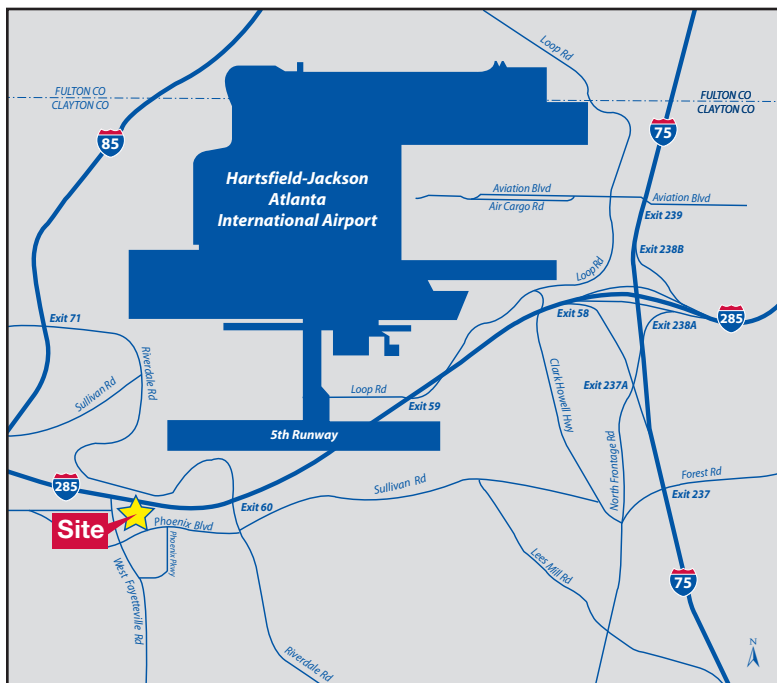 Loop Rd
FULTON CO
CLAYTON CO
FULTON CO
CLAYTON CO
85
75
Hartsfield-Jackson
Atlanta
International Airport
Aviation Blvd
Air Cargo Rd
Aviation Blvd
Exit 239
Exit 238B
Loop Rd
Exit 71
Exit 58
Exit 238A
285
Riverdale Rd
Sullivan Rd
Loop Rd
Exit 59
Clark Howell Hwy
Exit 237A
5th Runway
North Frontage Rd
285
Sullivan Rd
Forest Rd
Exit 237
Exit 60
Site
Phoenix Blvd
Phoenix Pkwy
West Fayetteville Rd
Lees Mill Rd
75
Riverdale Rd
N